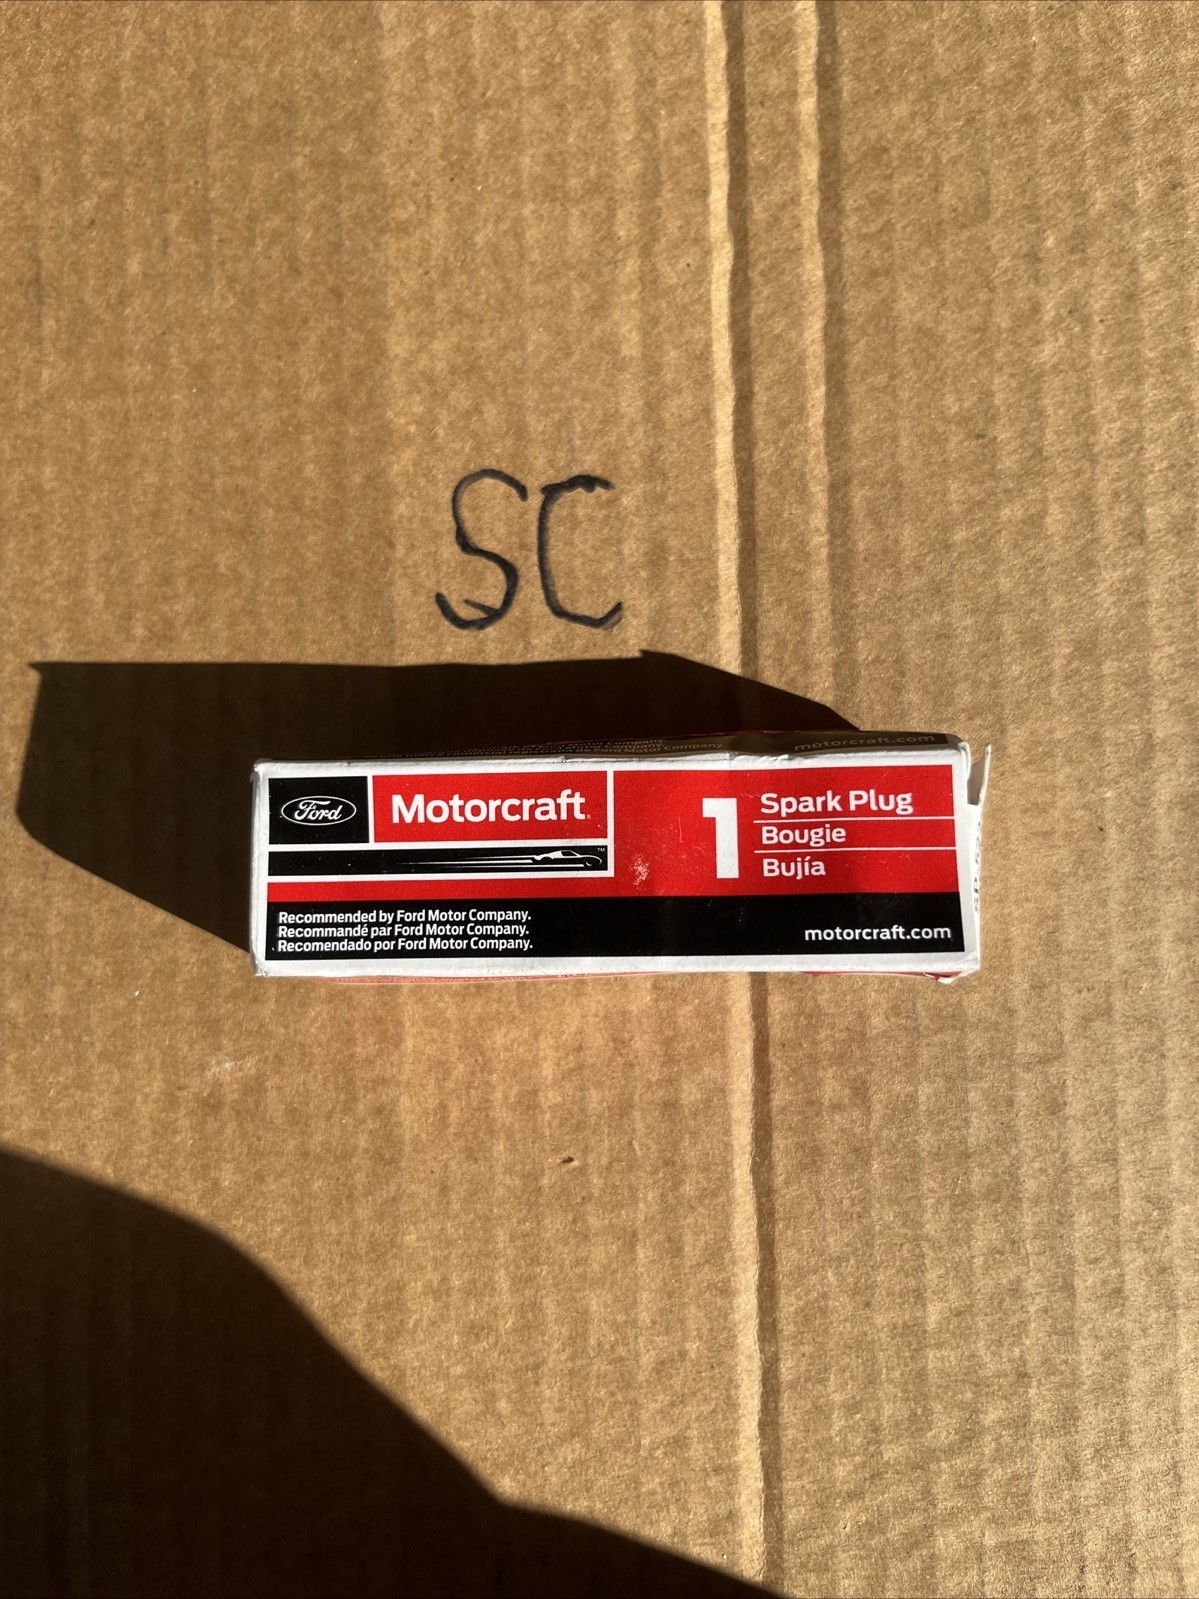 SC
motorcraft.com
Ford
Motorcraft
1
Spark Plug
Bougie
Bujía
Recommended by Ford Motor Company.
Recommandé par Ford Motor Company.
Recomendado por Ford Motor Company.
motorcraft.com